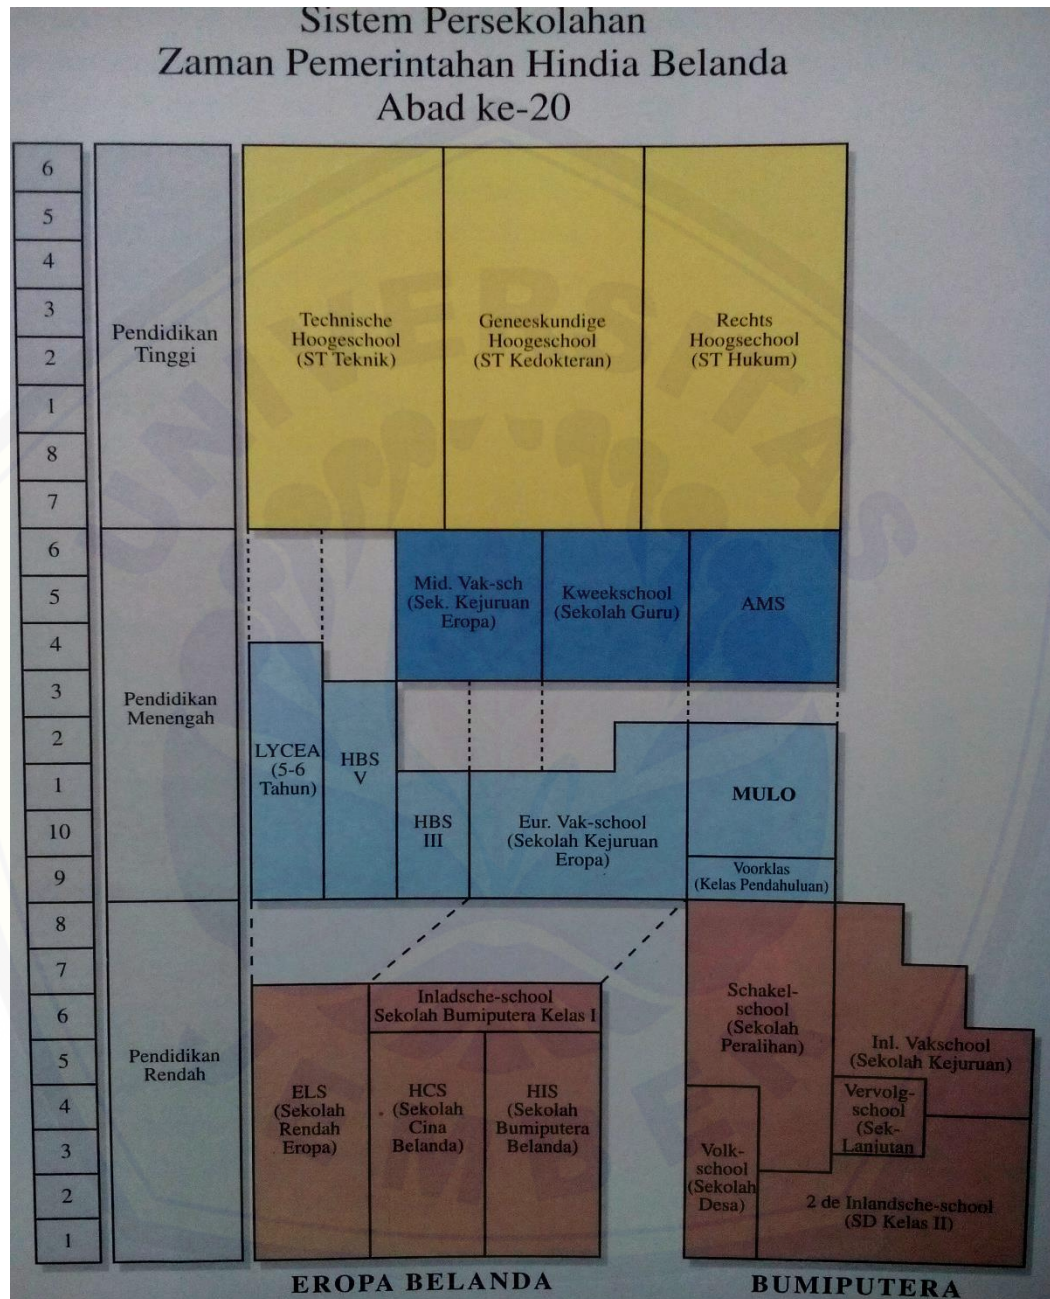 Sistem Persekolahan
Zaman Pemerintahan Hindia Belanda
Abad ke-20
6
5
4
3
2
1
8
7
6
5
4
3
2
1
10
9
8
7
6
5
4
3
2
1
Pendidikan
Tinggi
Pendidikan
Menengah
Pendidikan
Rendah
Technische
Hoogeschool
(ST Teknik)
Geneeskundige
Hoogeschool
(ST Kedokteran)
Rechts
Hoogsechool
(ST Hukum)
Mid. Vak-sch
(Sek. Kejuruan
Eropa)
Kweekschool
(Sekolah Guru)
AMS
LYCEA
(5-6
Tahun)
HBS
V
HBS
III
Eur. Vak-school
(Sekolah Kejuruan
Eropa)
MULO
Voorklas
(Kelas Pendahuluan)
Inladsche-school
Sekolah Bumiputera Kelas I
ELS
(Sekolah
Rendah
Eropa)
HCS
(Sekolah
Cina
Belanda)
HIS
(Sekolah
Bumiputera
Belanda)
Schakel-
school
(Sekolah
Peralihan)
Inl. Vakschool
(Sekolah Kejuruan)
Vervolg-
school
(Sek-
Lanjutan
Volk-
school
(Sekolah
Desa)
2 de Inlandsche-school
(SD Kelas II)
EROPA BELANDA
BUMIPUTERA
UNIVERSITAS